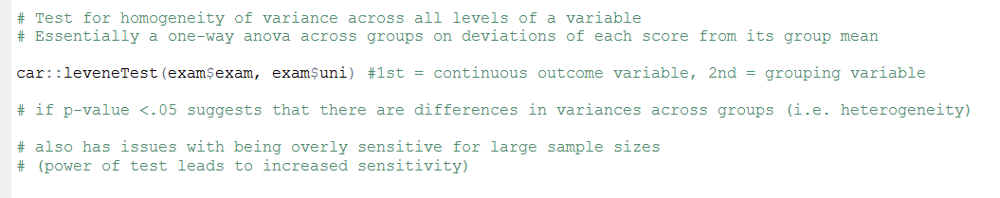 # Test for homogeneity of variance across all levels of a variable
# Essentially a one-way anova across groups on deviations of each score from its group mean
car::leveneTest(exam$exam, exam$uni) #1st = continuous outcome variable, 2nd = grouping variable
# if p-value <.05 suggests that there are differences in variances across groups (i.e. heterogeneity)
# also has issues with being overly sensitive for large sample sizes
# (power of test leads to increased sensitivity)